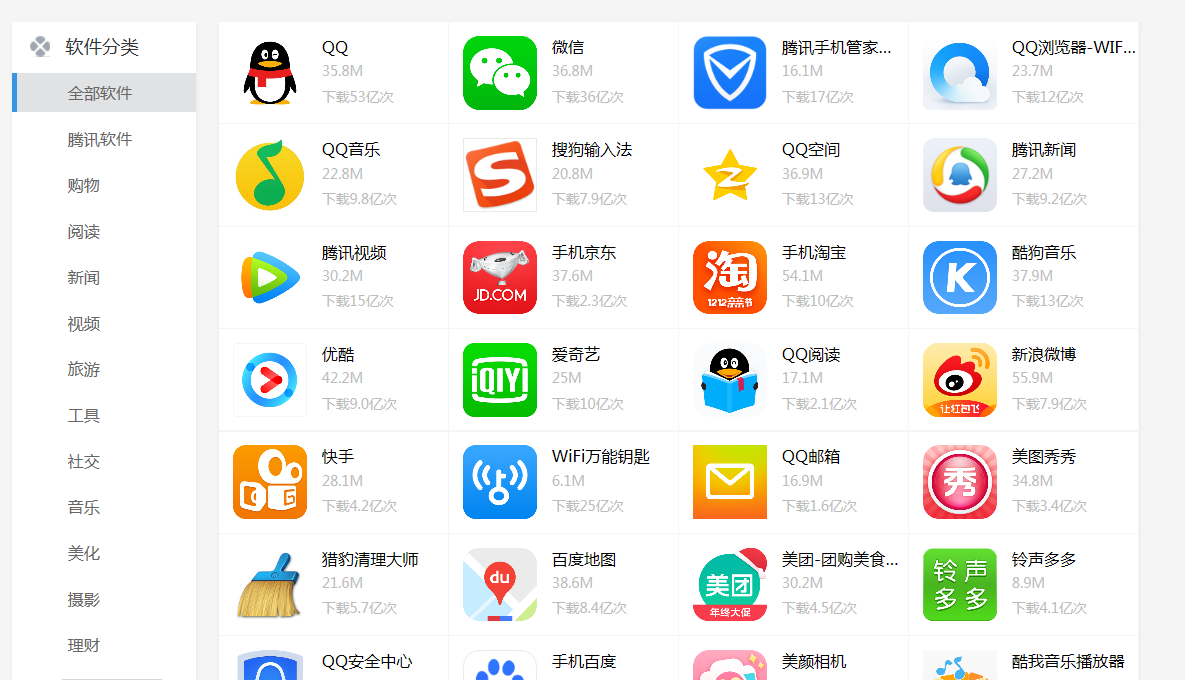 软件分类
全部软件
腾讯软件
购物
阅读
新闻
视频
旅游
工具
社交
音乐
美化
摄影
理财
QQ
35.8M
下载53亿次
微信
36.8M
下载36亿次
腾讯手机管家...
16.1M
下载17亿次
QQ浏览器-WIF...
23.7M
下载12亿次
QQ音乐
22.8M
下载9.8亿次
S
搜狗输入法
20.8M
下载7.9亿次
QQ空间
36.9M
下载13亿次
腾讯新闻
27.2M
下载9.2亿次
腾讯视频
30.2M
下载15亿次
JD.COM
手机京东
37.6M
下载2.3亿次
淘
1212亲亲节
手机淘宝
54.1M
下载10亿次
K
酷狗音乐
37.9M
下载13亿次
优酷
42.2M
下载9.0亿次
iQIYI
爱奇艺
25M
下载10亿次
QQ阅读
17.1M
下载2.1亿次
让红包飞
新浪微博
55.9M
下载7.9亿次
快手
28.1M
下载4.2亿次
WiFi万能钥匙
6.1M
下载25亿次
QQ邮箱
16.9M
下载1.6亿次
秀
美图秀秀
34.8M
下载3.4亿次
猎豹清理大师
21.6M
下载5.7亿次
du
百度地图
38.6M
下载8.4亿次
美团
年终大促
美团-团购美食...
30.2M
下载4.5亿次
铃声
多多
铃声多多
8.9M
下载4.1亿次
QQ安全中心
手机百度
美颜相机
酷我音乐播放器